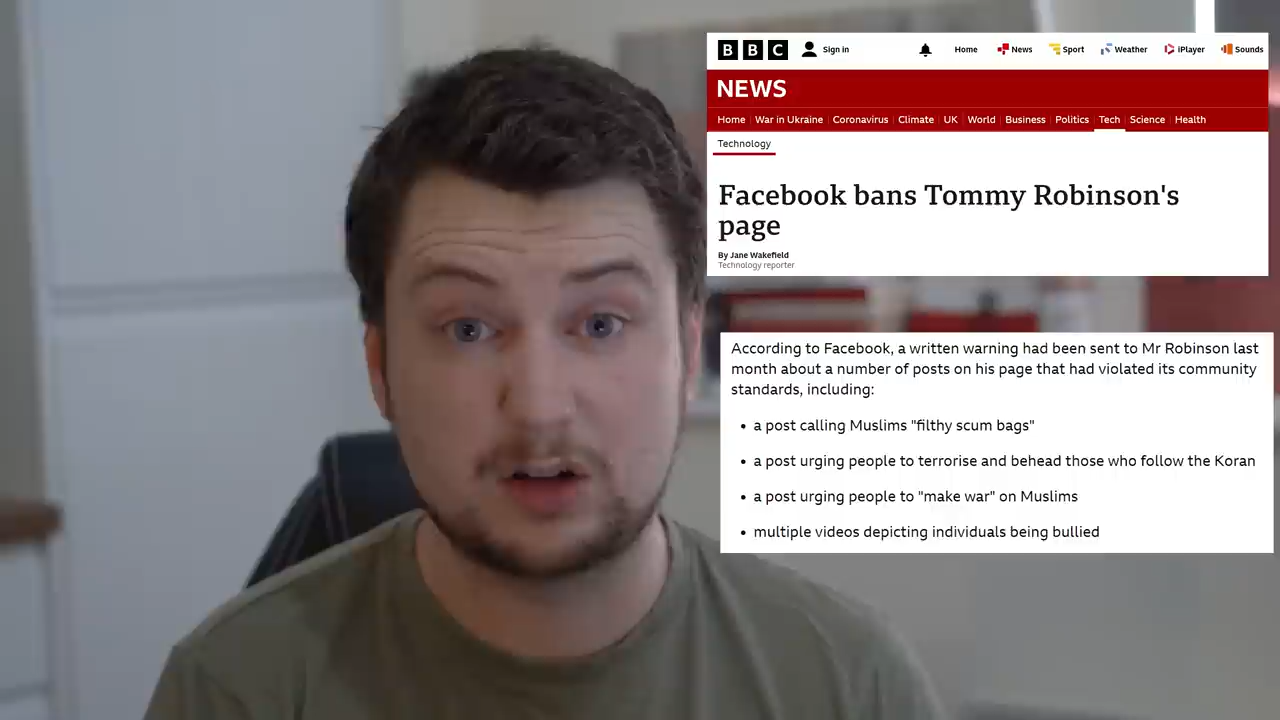 BBC Sign in Home News Sport Weather iPlayer Sounds
NEWS
Home War in Ukraine Coronavirus Climate UK World Business Politics Tech Science Health
Technology
Facebook bans Tommy Robinson's
page
By Jane Wakefield
Technology reporter
According to Facebook, a written warning had been sent to Mr Robinson last
month about a number of posts on his page that had violated its community
standards, including:
• a post calling Muslims "filthy scum bags"
• a post urging people to terrorise and behead those who follow the Koran
• a post urging people to "make war" on Muslims
• multiple videos depicting individuals being bullied